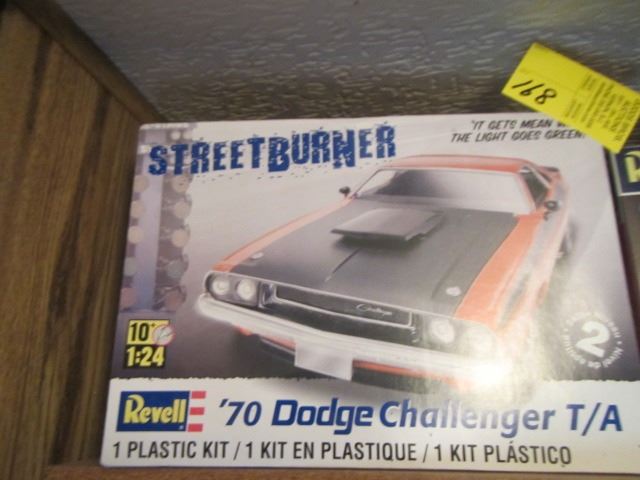 168
STREETBURNER
"IT GETS MEAN W
THE LIGHT GOES GREEN!
Challenger
10+
1:24
2
Revell
'70 Dodge Challenger T/A
1 PLASTIC KIT / 1 KIT EN PLASTIQUE / 1 KIT PLÁSTICO